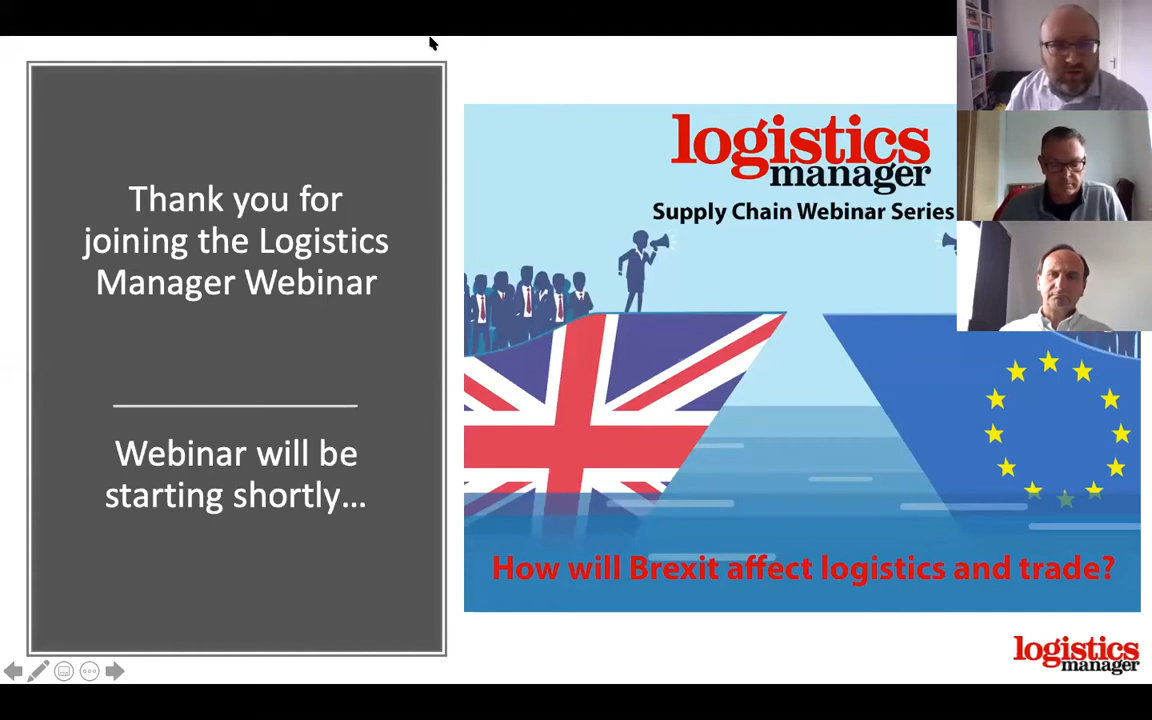 Thank you for
joining the Logistics
Manager Webinar
Webinar will be
starting shortly...
logistics
manager
Supply Chain Webinar Series
How will Brexit affect logistics and trade?
logistics
manager